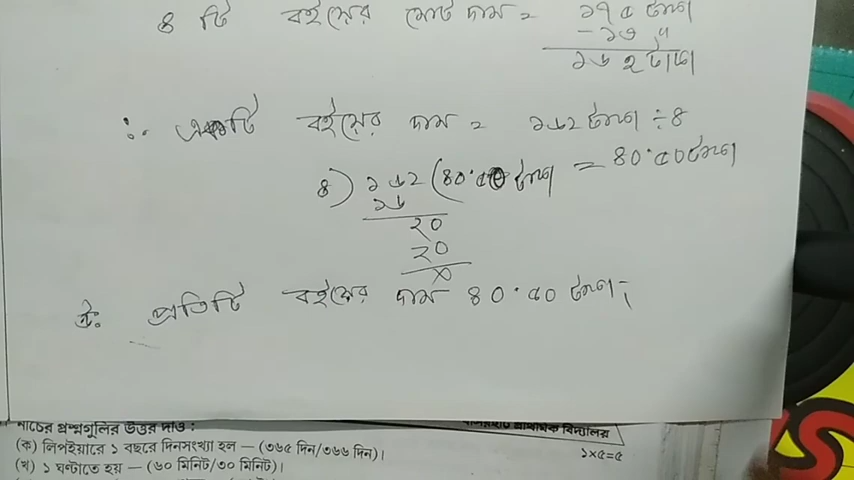 ৪ টি বইয়ের মোট দাম = ১৭৫ টাকা
- ১৩ "
১৬২ টাকা
∴ একটি বইয়ের দাম = ১৬২ টাকা ÷ ৪
৪) ১৬২ (৪০.৫০ টাকা = ৪০.৫০ টাকা
১৬
২০
২০
x
উঃ প্রতিটি বইয়ের দাম ৪০.৫০ টাকা।
নীচের প্রশ্নগুলির উত্তর দাও :
প্রাথমিক বিদ্যালয়
(ক) লিপইয়ারে ১ বছরে দিনসংখ্যা হল — (৩৬৫ দিন/৩৬৬ দিন)।
১×৫=৫
(খ) ১ ঘণ্টাতে হয় — (৬০ মিনিট/৩০ মিনিট)।